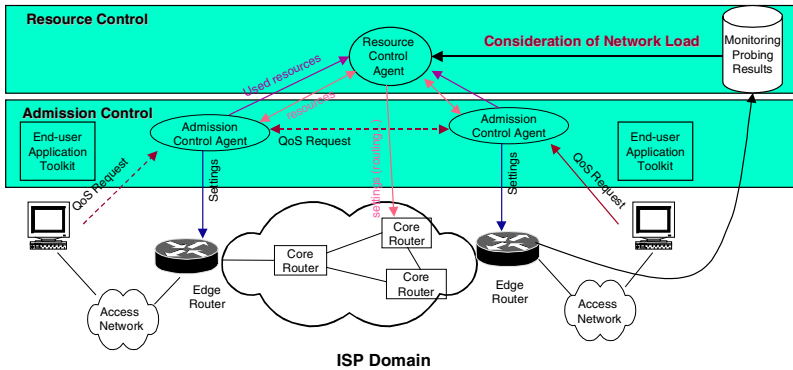 Resource Control
Resource
Control
Agent
Consideration of Network Load
Monitoring
Probing
Results
Used resources
resources
Admission Control
End-user
Application
Toolkit
Admission
Control Agent
QoS Request
Admission
Control Agent
End-user
Application
Toolkit
QoS Request
Settings
settings (routing...)
Settings
QoS Request
Core
Router
Core
Router
Core
Router
Edge
Router
Edge
Router
Access
Network
Access
Network
ISP Domain